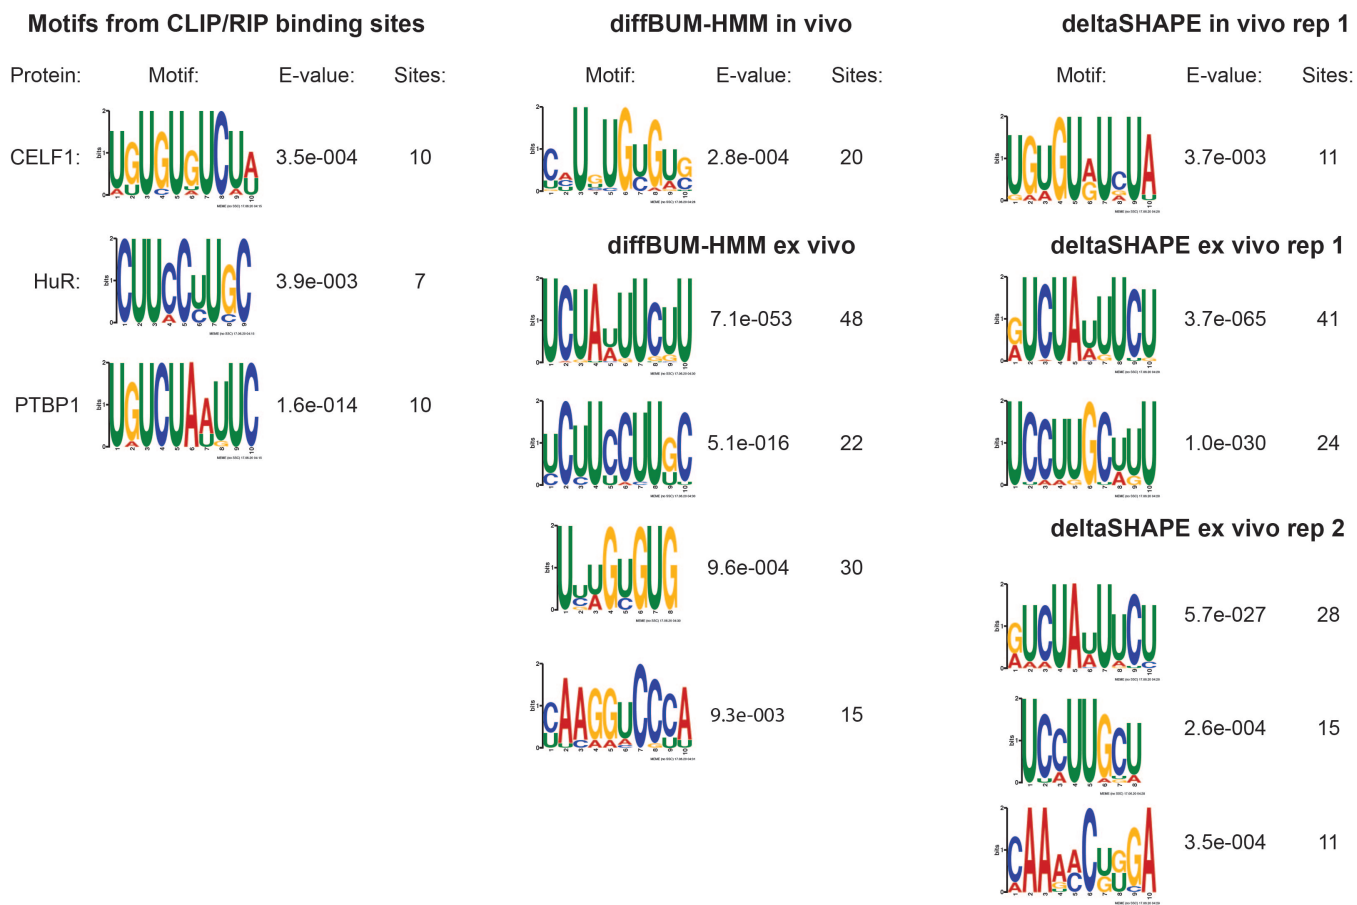 Motifs from CLIP/RIP binding sites
Protein: Motif: E-value: Sites:
CELF1: 3.5e-004 10
HuR: 3.9e-003 7
PTBP1 1.6e-014 10
diffBUM-HMM in vivo
Motif: E-value: Sites:
2.8e-004 20
diffBUM-HMM ex vivo
7.1e-053 48
5.1e-016 22
9.6e-004 30
9.3e-003 15
deltaSHAPE in vivo rep 1
Motif: E-value: Sites:
3.7e-003 11
deltaSHAPE ex vivo rep 1
3.7e-065 41
1.0e-030 24
deltaSHAPE ex vivo rep 2
5.7e-027 28
2.6e-004 15
3.5e-004 11